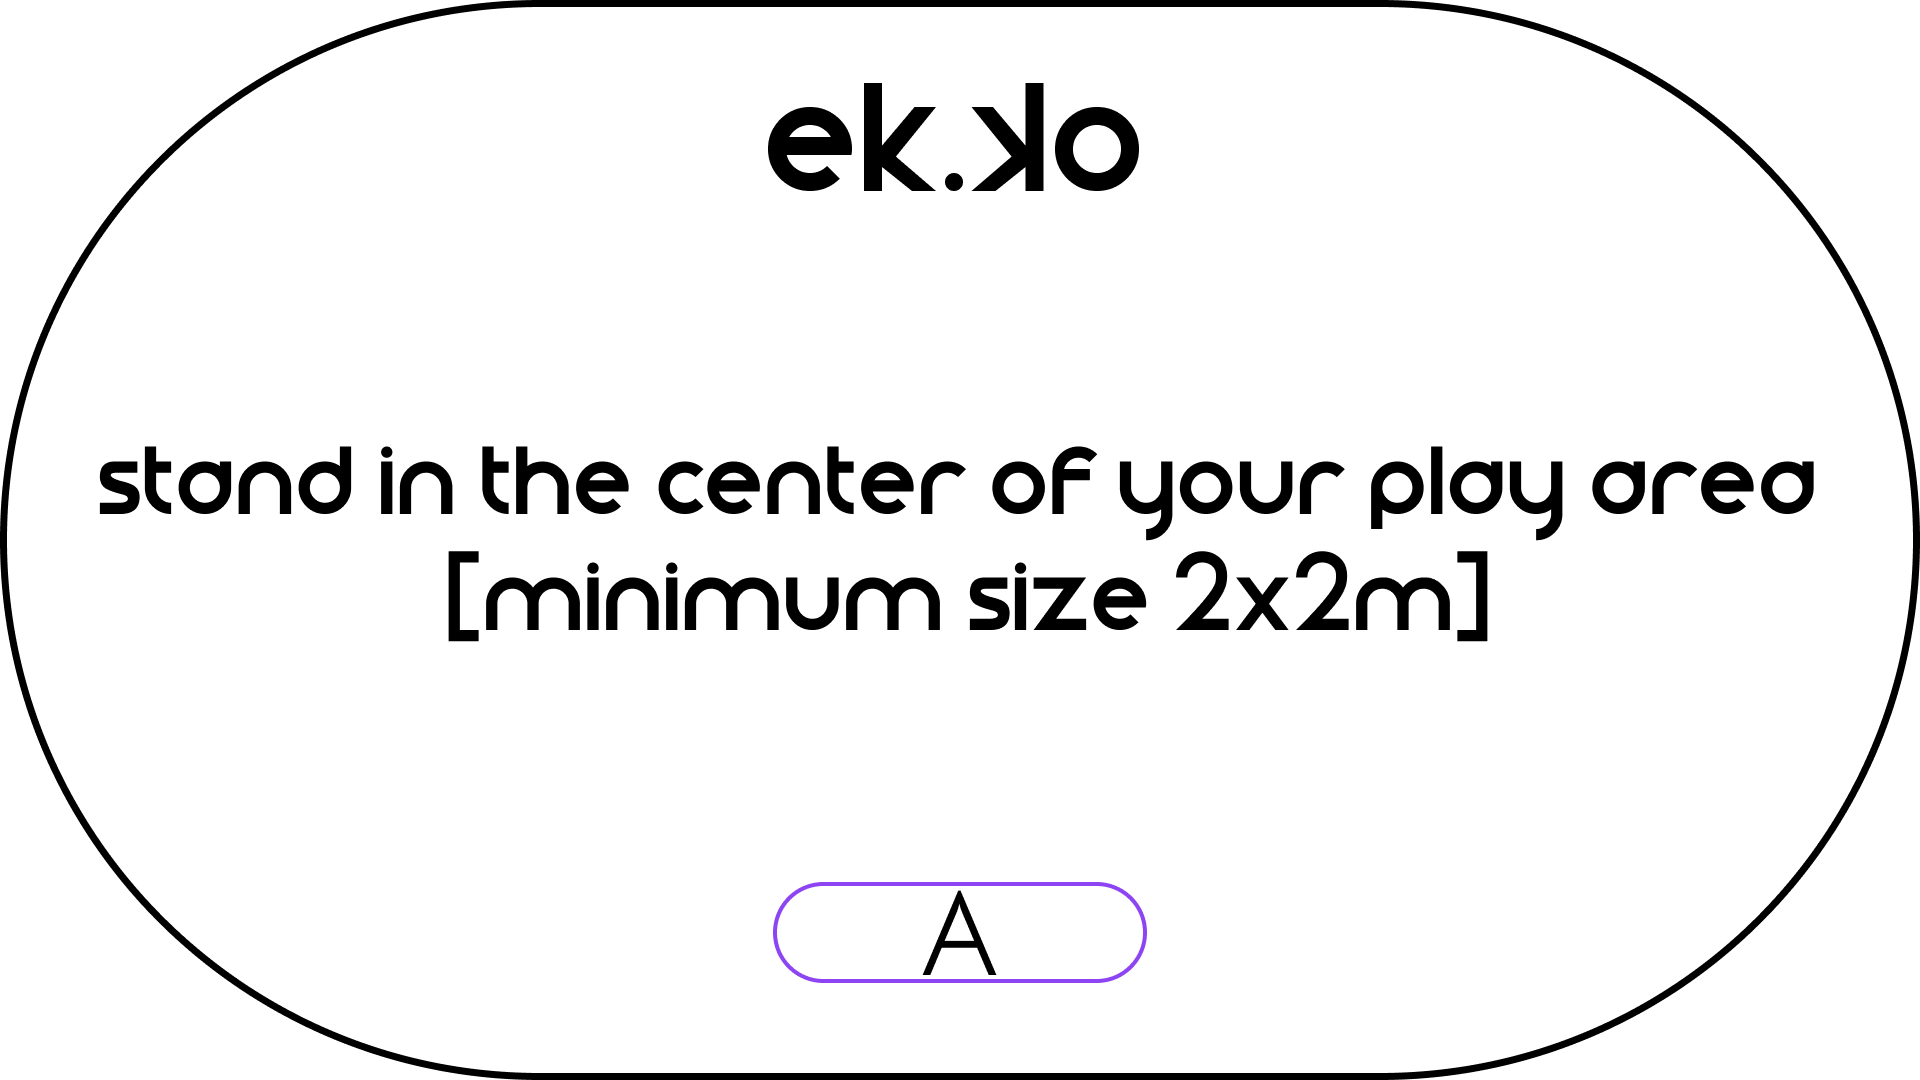 ek.ko
stand in the center of your play area
[minimum size 2x2m]
A